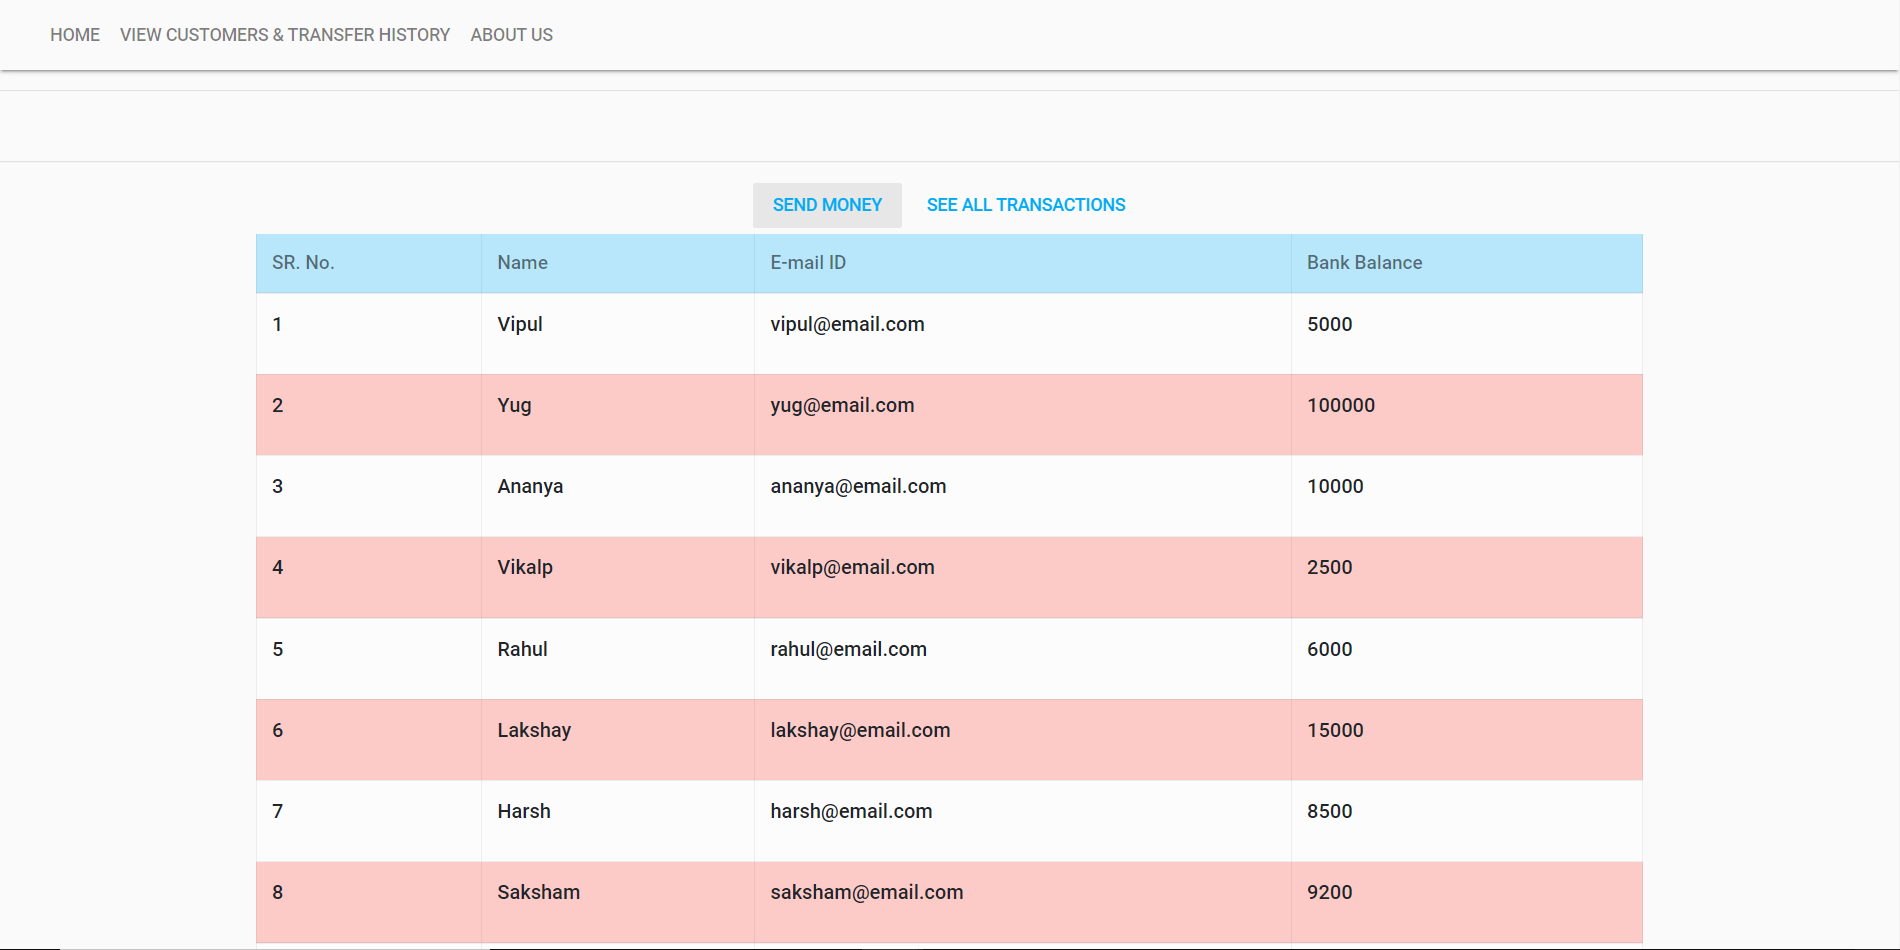 HOME VIEW CUSTOMERS & TRANSFER HISTORY ABOUT US
SEND MONEY SEE ALL TRANSACTIONS
SR. No. Name E-mail ID Bank Balance
1 Vipul vipul@email.com 5000
2 Yug yug@email.com 100000
3 Ananya ananya@email.com 10000
4 Vikalp vikalp@email.com 2500
5 Rahul rahul@email.com 6000
6 Lakshay lakshay@email.com 15000
7 Harsh harsh@email.com 8500
8 Saksham saksham@email.com 9200